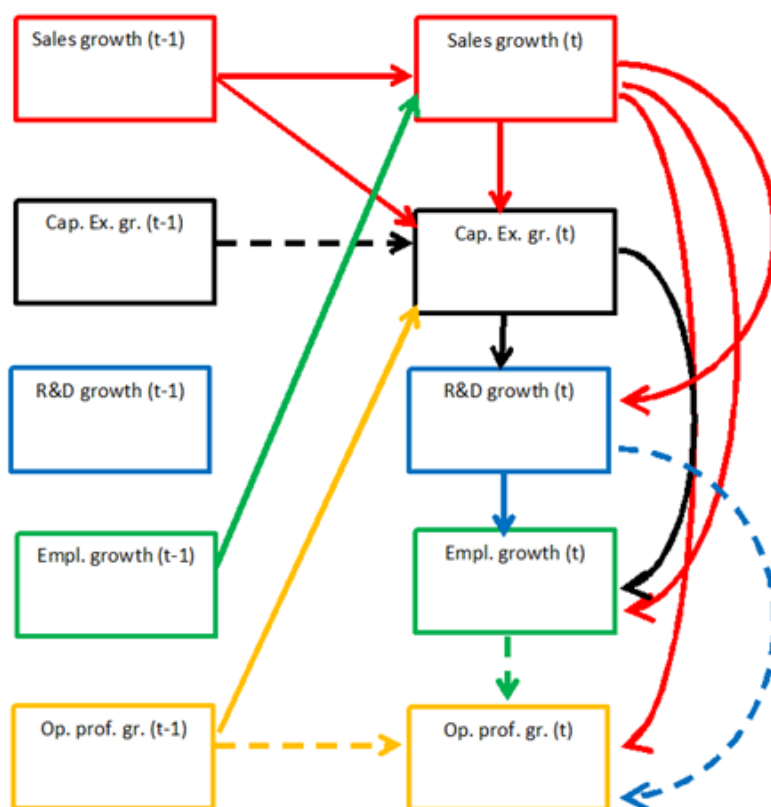 Sales growth (t-1)
Sales growth (t)
Cap. Ex. gr. (t-1)
Cap. Ex. gr. (t)
R&D growth (t-1)
R&D growth (t)
Empl. growth (t-1)
Empl. growth (t)
Op. prof. gr. (t-1)
Op. prof. gr. (t)